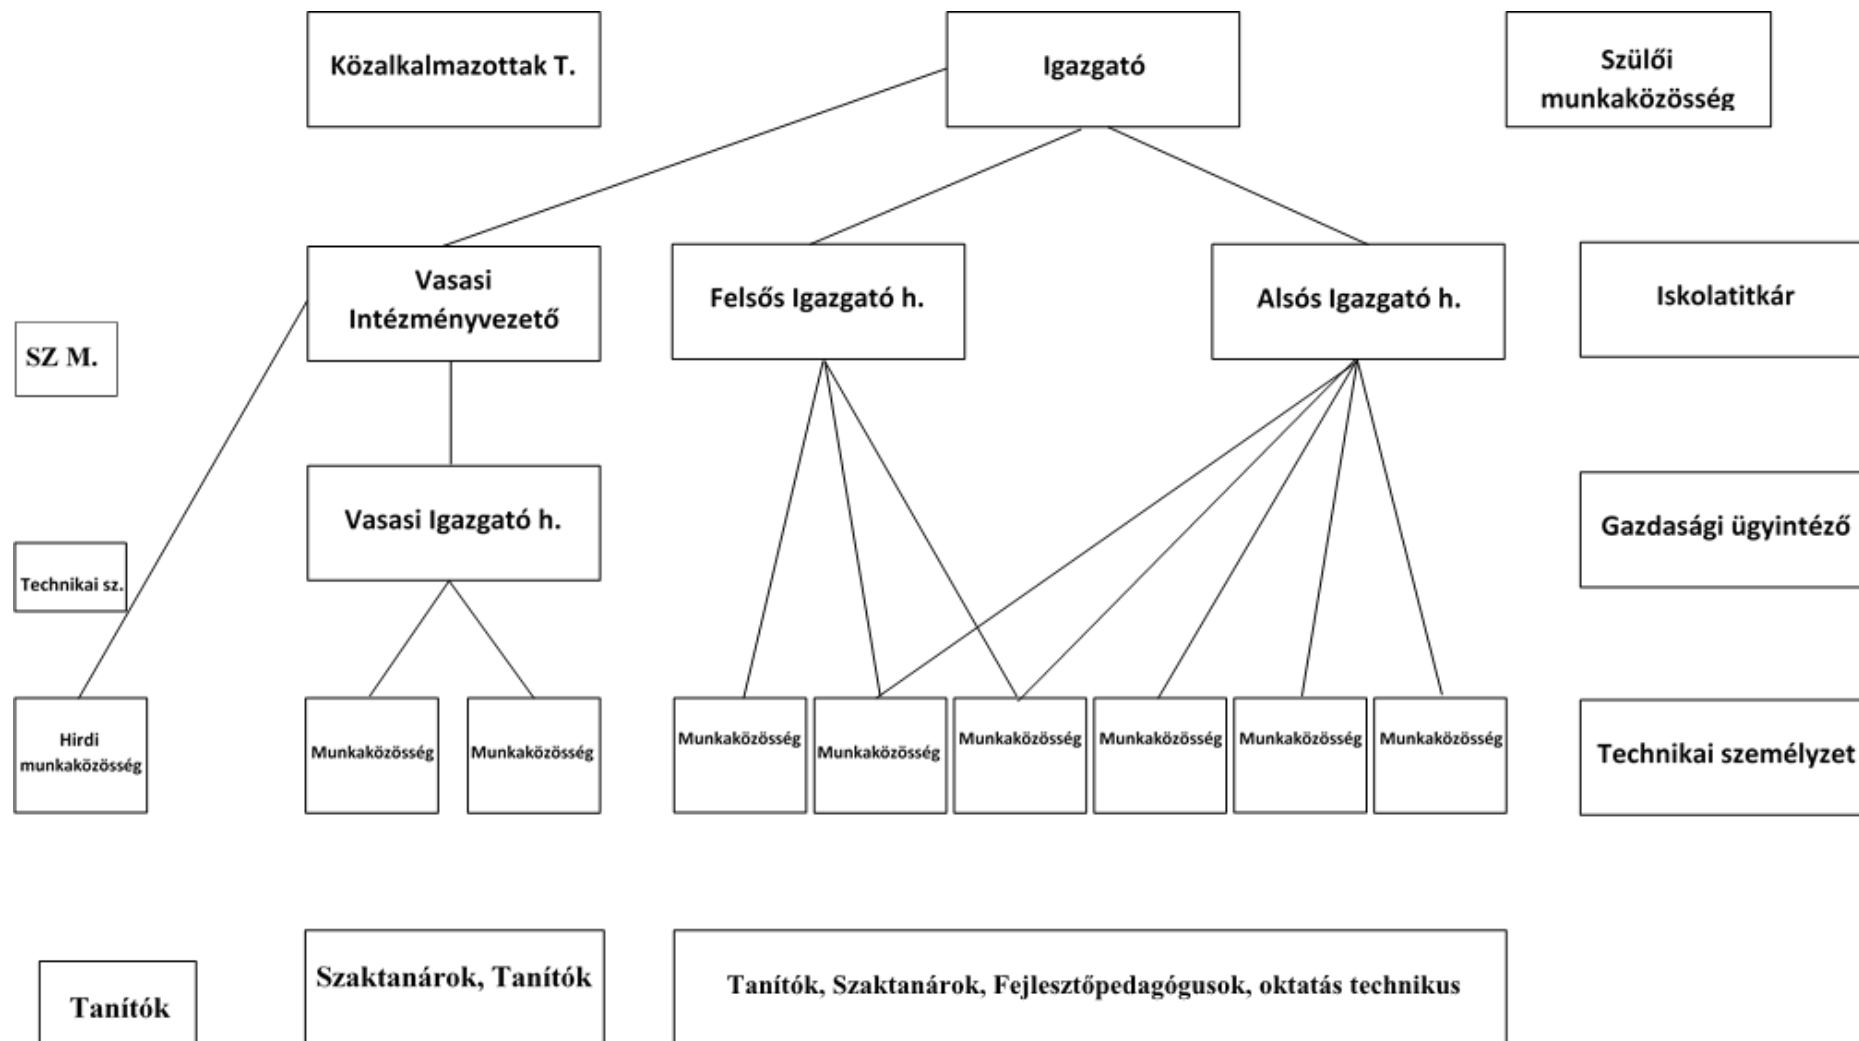 Közalkalmazottak T.
Igazgató
Szülői
munkaközösség
Vasasi
Intézményvezető
Felsős Igazgató h.
Alsós Igazgató h.
Iskolatitkár
SZ M.
Vasasi Igazgató h.
Gazdasági ügyintéző
Technikai sz.
Hirdi
munkaközösség
Munkaközösség
Munkaközösség
Munkaközösség
Munkaközösség
Munkaközösség
Munkaközösség
Munkaközösség
Munkaközösség
Technikai személyzet
Tanítók
Szaktanárok, Tanítók
Tanítók, Szaktanárok, Fejlesztőpedagógusok, oktatás technikus